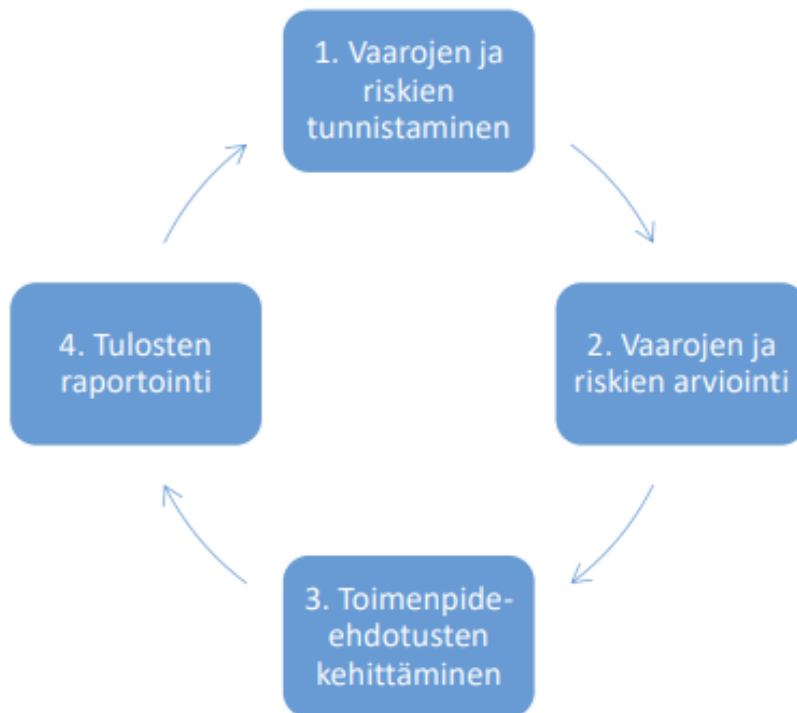 1. Vaarojen ja
riskien
tunnistaminen
2. Vaarojen ja
riskien arviointi
3. Toimenpide-
ehdotusten
kehittäminen
4. Tulosten
raportointi